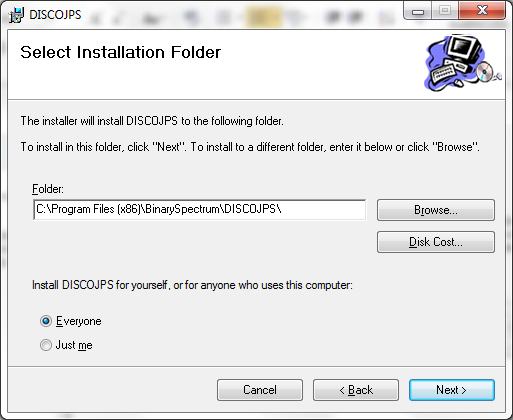 DISCOJPS
Select Installation Folder
The installer will install DISCOJPS to the following folder.
To install in this folder, click "Next". To install to a different folder, enter it below or click "Browse".
Folder:
C:\Program Files (x86)\BinarySpectrum\DISCOJPS\
Browse...
Disk Cost...
Install DISCOJPS for yourself, or for anyone who uses this computer:
Everyone
Just me
Cancel
< Back
Next >